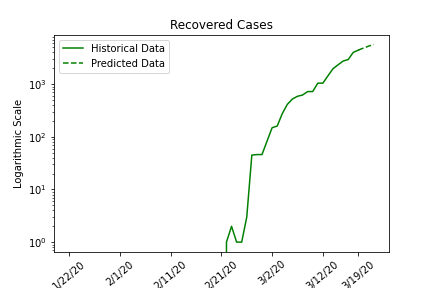 Recovered Cases
Historical Data
Predicted Data
Logarithmic Scale
10³
10²
10¹
10⁰
1/22/20
2/1/20
2/11/20
2/21/20
3/2/20
3/12/20
3/19/20